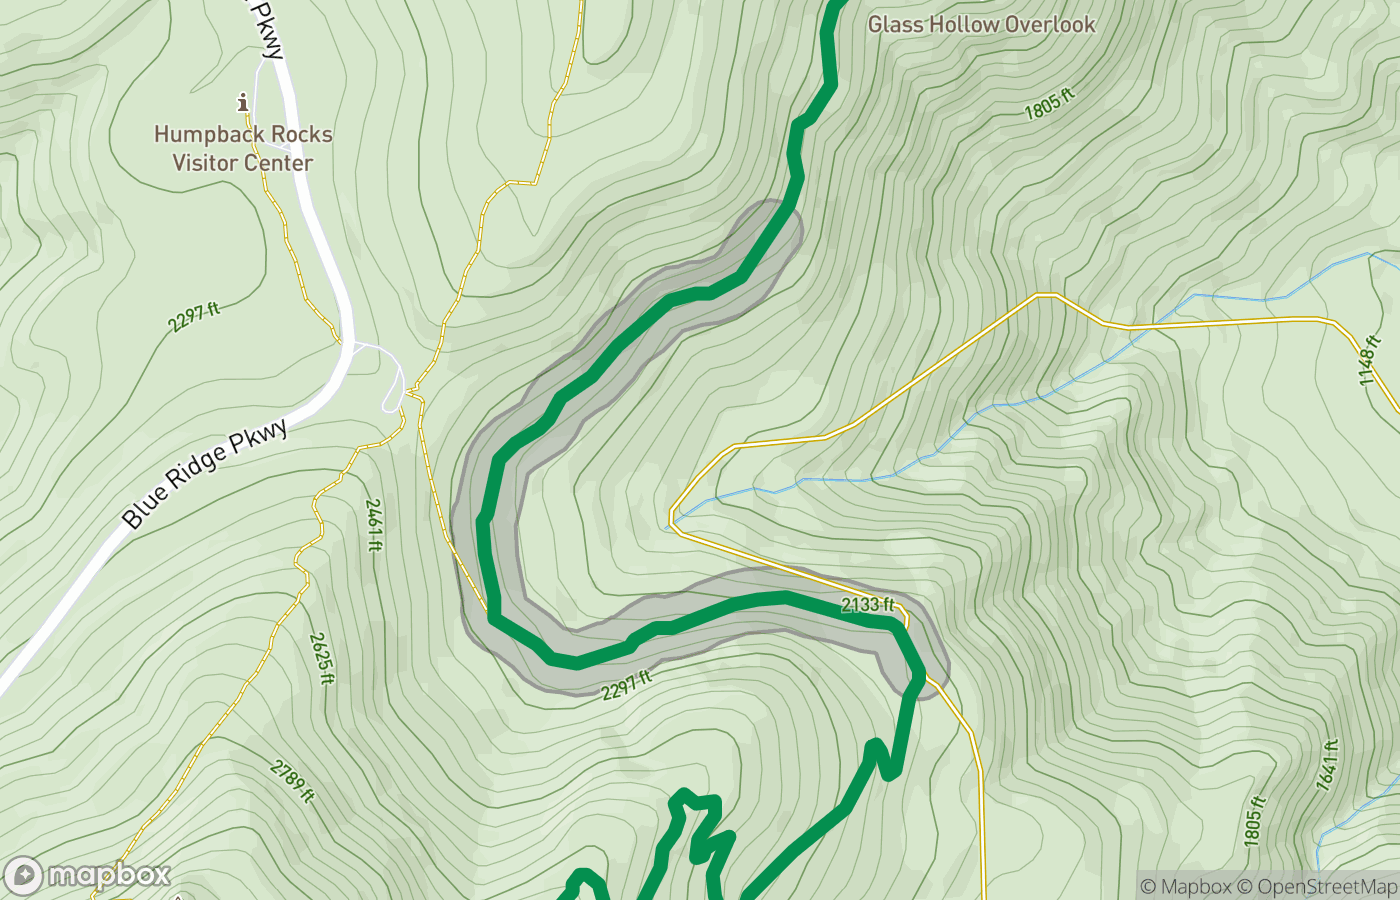 Pkwy
Glass Hollow Overlook
1805 ft
i
Humpback Rocks
Visitor Center
2297 ft
1148 ft
Blue Ridge Pkwy
2461 ft
2133 ft
2625 ft
2297 ft
2789 ft
1641 ft
1805 ft
mapbox
© Mapbox © OpenStreetMap